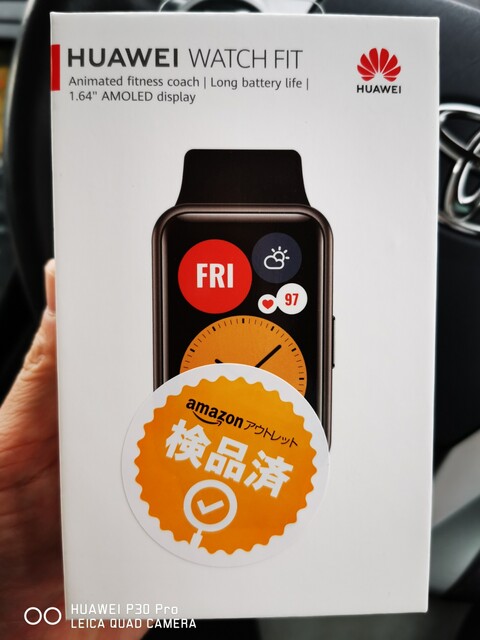 HUAWEI WATCH FIT
Animated fitness coach | Long battery life |
1.64" AMOLED display
HUAWEI
FRI
97
amazon アウトレット
検品済
HUAWEI P30 Pro
LEICA QUAD CAMERA